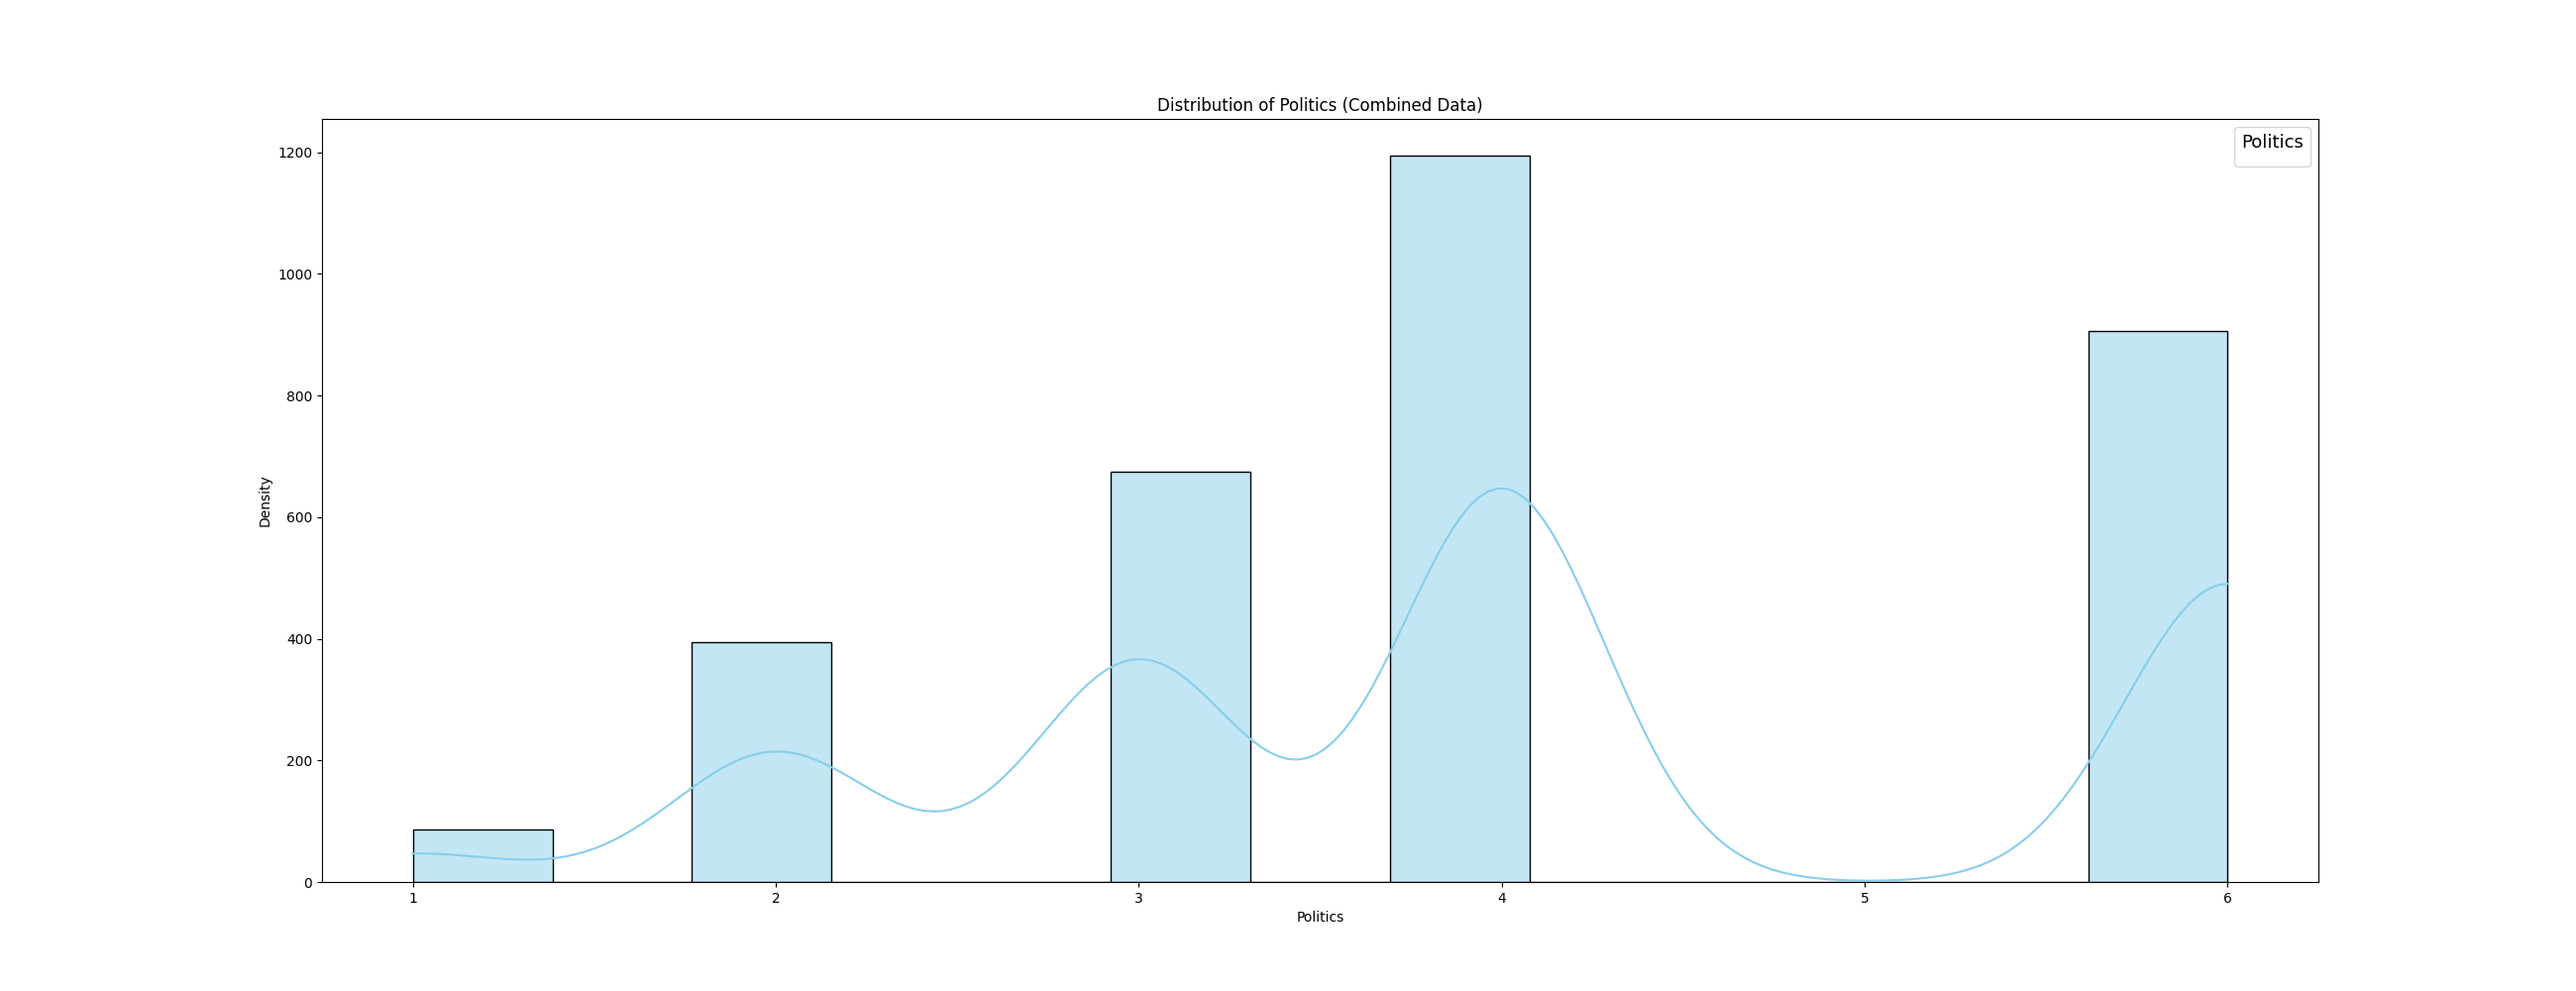 Distribution of Politics (Combined Data)
Politics
1200
1000
800
600
400
200
0
Density
1 2 3 4 5 6
Politics